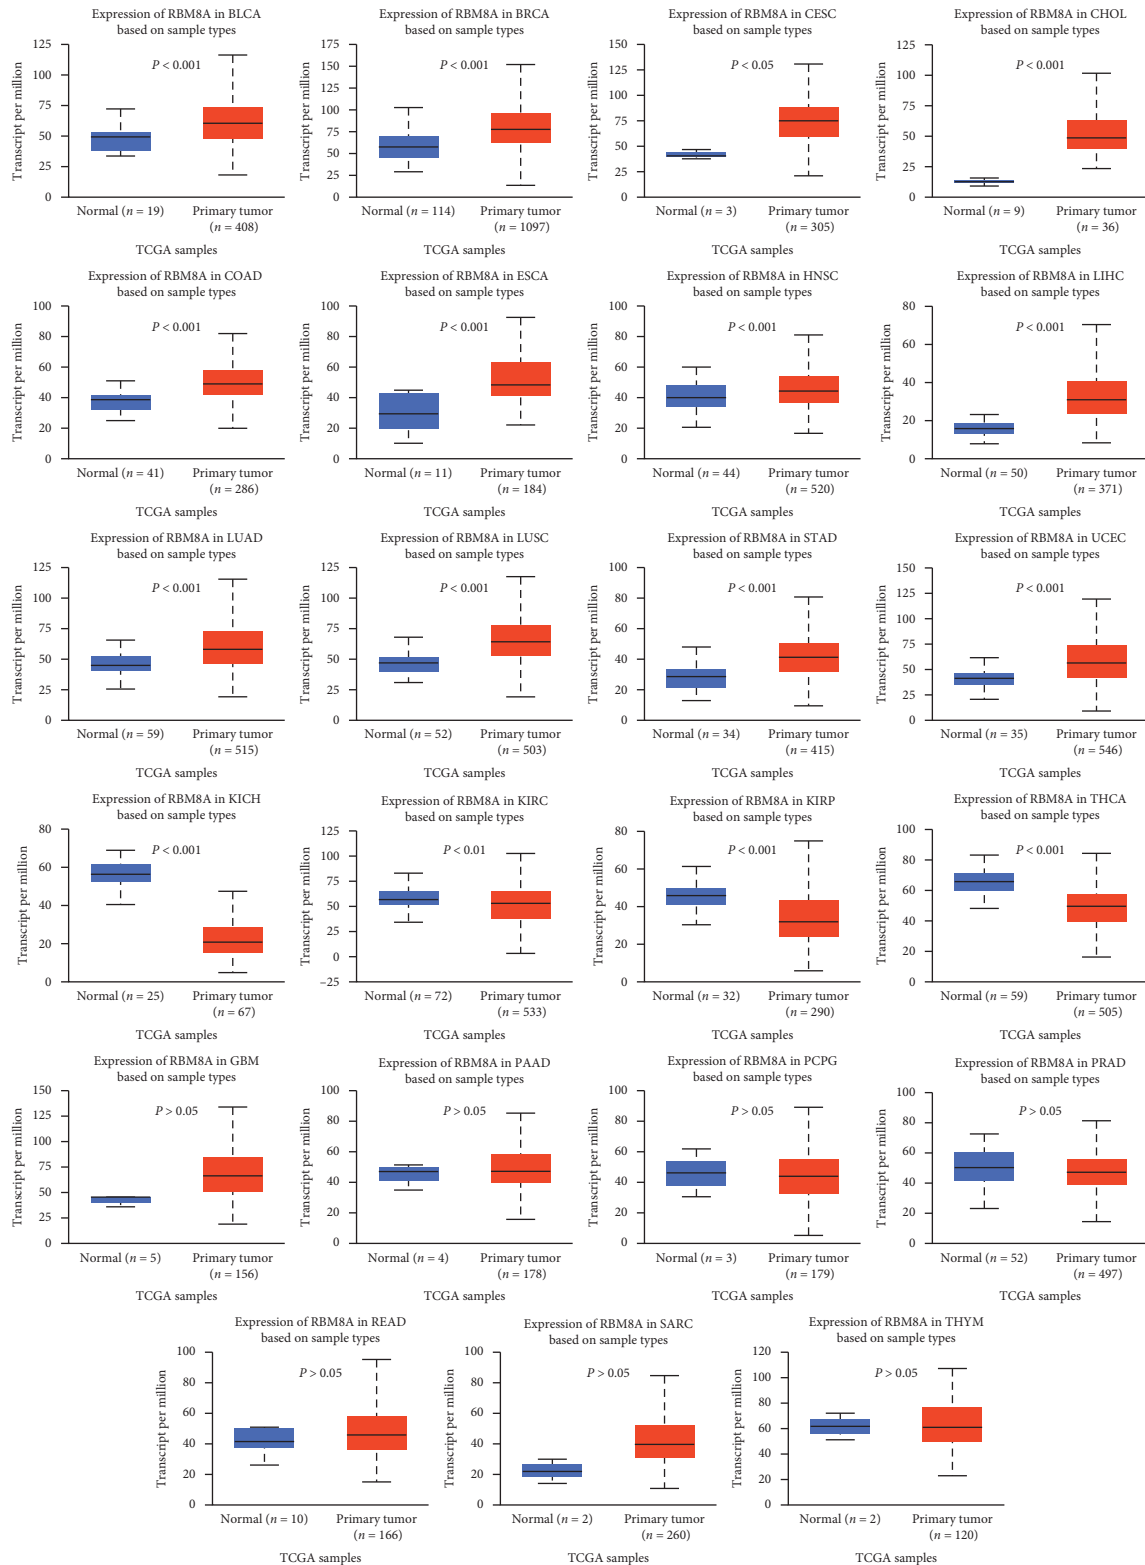 Expression of RBM8A in BLCA
based on sample types
Transcript per million
125
100
75
50
25
0
P < 0.001
Normal (n = 19)
Primary tumor
(n = 408)
TCGA samples
Expression of RBM8A in BRCA
based on sample types
Transcript per million
175
150
125
100
75
50
25
0
P < 0.001
Normal (n = 114)
Primary tumor
(n = 1097)
TCGA samples
Expression of RBM8A in CESC
based on sample types
Transcript per million
150
125
100
75
50
25
0
P < 0.05
Normal (n = 3)
Primary tumor
(n = 305)
TCGA samples
Expression of RBM8A in CHOL
based on sample types
Transcript per million
125
100
75
50
25
0
P < 0.001
Normal (n = 9)
Primary tumor
(n = 36)
TCGA samples
Expression of RBM8A in COAD
based on sample types
Transcript per million
100
80
60
40
20
0
P < 0.001
Normal (n = 41)
Primary tumor
(n = 286)
TCGA samples
Expression of RBM8A in ESCA
based on sample types
Transcript per million
100
80
60
40
20
0
P < 0.001
Normal (n = 11)
Primary tumor
(n = 184)
TCGA samples
Expression of RBM8A in HNSC
based on sample types
Transcript per million
100
80
60
40
20
0
P < 0.001
Normal (n = 44)
Primary tumor
(n = 520)
TCGA samples
Expression of RBM8A in LIHC
based on sample types
Transcript per million
80
60
40
20
0
P < 0.001
Normal (n = 50)
Primary tumor
(n = 371)
TCGA samples
Expression of RBM8A in LUAD
based on sample types
Transcript per million
125
100
75
50
25
0
P < 0.001
Normal (n = 59)
Primary tumor
(n = 515)
TCGA samples
Expression of RBM8A in LUSC
based on sample types
Transcript per million
125
100
75
50
25
0
P < 0.001
Normal (n = 52)
Primary tumor
(n = 503)
TCGA samples
Expression of RBM8A in STAD
based on sample types
Transcript per million
100
80
60
40
20
0
P < 0.001
Normal (n = 34)
Primary tumor
(n = 415)
TCGA samples
Expression of RBM8A in UCEC
based on sample types
Transcript per million
150
125
100
75
50
25
0
P < 0.001
Normal (n = 35)
Primary tumor
(n = 546)
TCGA samples
Expression of RBM8A in KICH
based on sample types
Transcript per million
80
60
40
20
0
P < 0.001
Normal (n = 25)
Primary tumor
(n = 67)
TCGA samples
Expression of RBM8A in KIRC
based on sample types
Transcript per million
125
100
75
50
25
0
−25
P < 0.01
Normal (n = 72)
Primary tumor
(n = 533)
TCGA samples
Expression of RBM8A in KIRP
based on sample types
Transcript per million
80
60
40
20
0
P < 0.001
Normal (n = 32)
Primary tumor
(n = 290)
TCGA samples
Expression of RBM8A in THCA
based on sample types
Transcript per million
100
80
60
40
20
0
P < 0.001
Normal (n = 59)
Primary tumor
(n = 505)
TCGA samples
Expression of RBM8A in GBM
based on sample types
Transcript per million
150
125
100
75
50
25
0
P > 0.05
Normal (n = 5)
Primary tumor
(n = 156)
TCGA samples
Expression of RBM8A in PAAD
based on sample types
Transcript per million
100
80
60
40
20
0
P > 0.05
Normal (n = 4)
Primary tumor
(n = 178)
TCGA samples
Expression of RBM8A in PCPG
based on sample types
Transcript per million
100
80
60
40
20
0
P > 0.05
Normal (n = 3)
Primary tumor
(n = 179)
TCGA samples
Expression of RBM8A in PRAD
based on sample types
Transcript per million
100
80
60
40
20
0
P > 0.05
Normal (n = 52)
Primary tumor
(n = 497)
TCGA samples
Expression of RBM8A in READ
based on sample types
Transcript per million
100
80
60
40
20
0
P > 0.05
Normal (n = 10)
Primary tumor
(n = 166)
TCGA samples
Expression of RBM8A in SARC
based on sample types
Transcript per million
100
80
60
40
20
0
P > 0.05
Normal (n = 2)
Primary tumor
(n = 260)
TCGA samples
Expression of RBM8A in THYM
based on sample types
Transcript per million
120
100
80
60
40
20
0
P > 0.05
Normal (n = 2)
Primary tumor
(n = 120)
TCGA samples